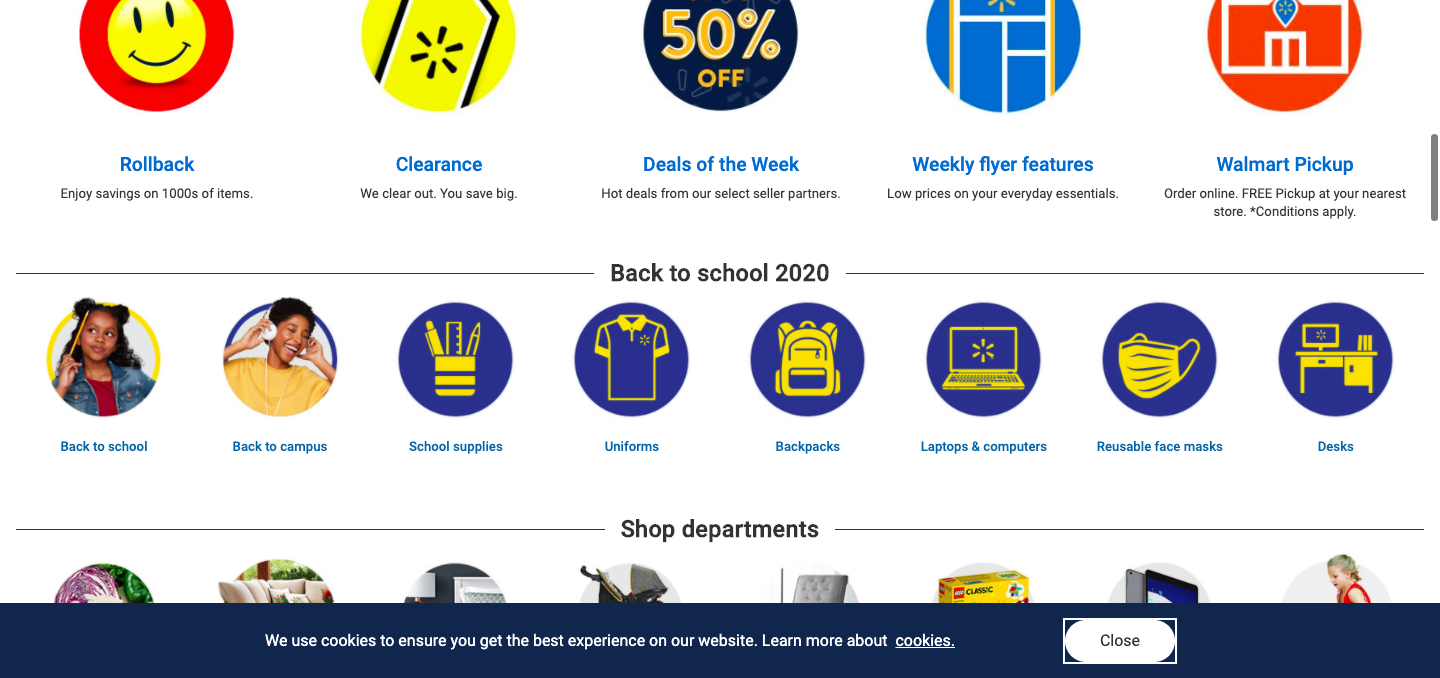 50%
OFF
Rollback
Clearance
Deals of the Week
Weekly flyer features
Walmart Pickup
Enjoy savings on 1000s of items.
We clear out. You save big.
Hot deals from our select seller partners.
Low prices on your everyday essentials.
Order online. FREE Pickup at your nearest
store. *Conditions apply.
Back to school 2020
Back to school
Back to campus
School supplies
Uniforms
Backpacks
Laptops & computers
Reusable face masks
Desks
Shop departments
LEGO CLASSIC
We use cookies to ensure you get the best experience on our website. Learn more about cookies.
Close